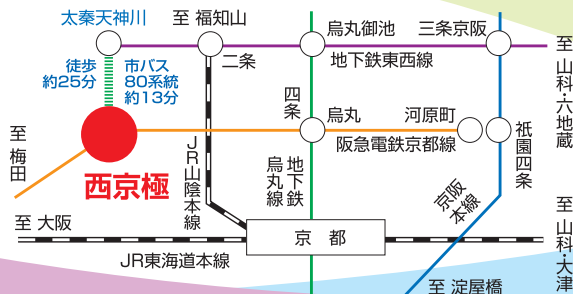 太秦天神川
至 福知山
烏丸御池
三条京阪
二条
地下鉄東西線
至 山科・六地蔵
徒歩
約25分
市バス
80系統
約13分
四条
烏丸
河原町
至 梅田
阪急電鉄京都線
祇園四条
西京極
JR山陰本線
地下鉄
烏丸線
京阪
本線
至 大阪
京都
至 山科・大津
JR東海道本線
至 淀屋橋